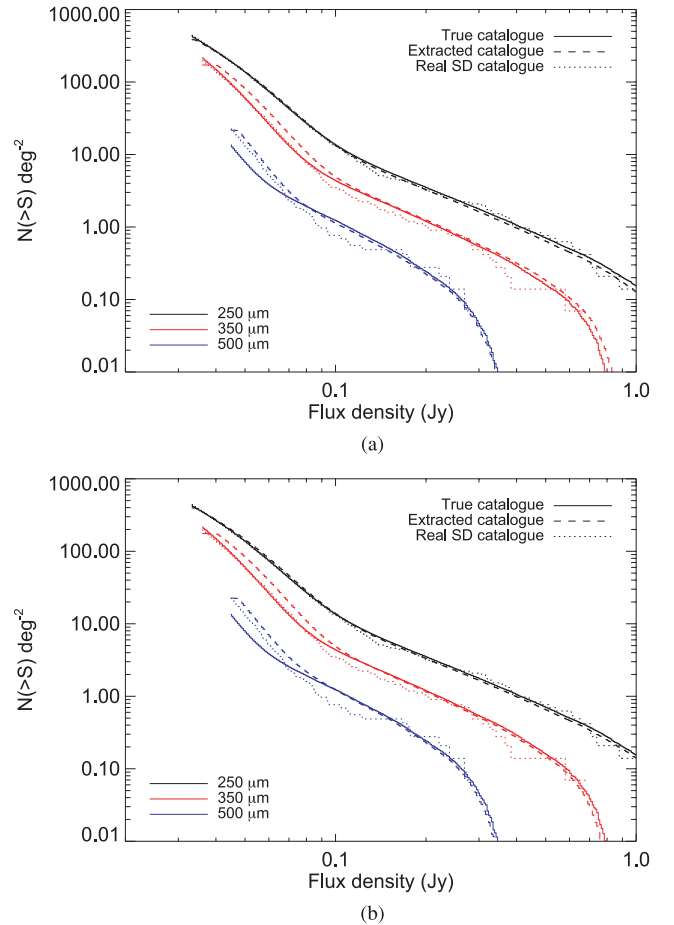 1000.00
100.00
10.00
1.00
0.10
0.01
N(>S) deg-2
True catalogue
Extracted catalogue
Real SD catalogue
250 μm
350 μm
500 μm
0.1
1.0
Flux density (Jy)
(a)
1000.00
100.00
10.00
1.00
0.10
0.01
N(>S) deg-2
True catalogue
Extracted catalogue
Real SD catalogue
250 μm
350 μm
500 μm
0.1
1.0
Flux density (Jy)
(b)